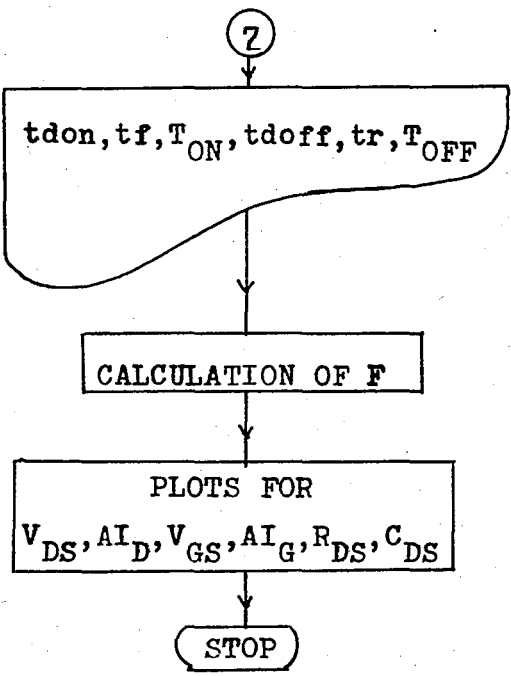 7
tdon,tf,T_ON,tdoff,tr,T_OFF
CALCULATION OF F
PLOTS FOR
V_DS,AI_D,V_GS,AI_G,R_DS,C_DS
STOP